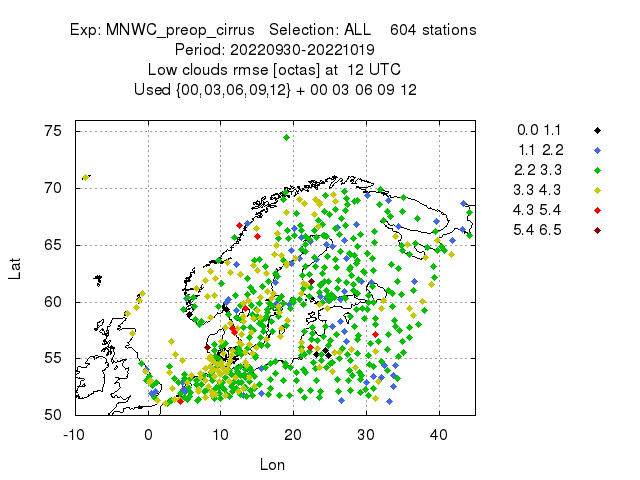 Exp: MNWC_preop_cirrus   Selection: ALL    604 stations
Period: 20220930-20221019
Low clouds rmse [octas] at  12 UTC
Used {00,03,06,09,12} + 00 03 06 09 12
0.0 1.1
1.1 2.2
2.2 3.3
3.3 4.3
4.3 5.4
5.4 6.5
75
70
65
60
55
50
Lat
-10 0 10 20 30 40
Lon